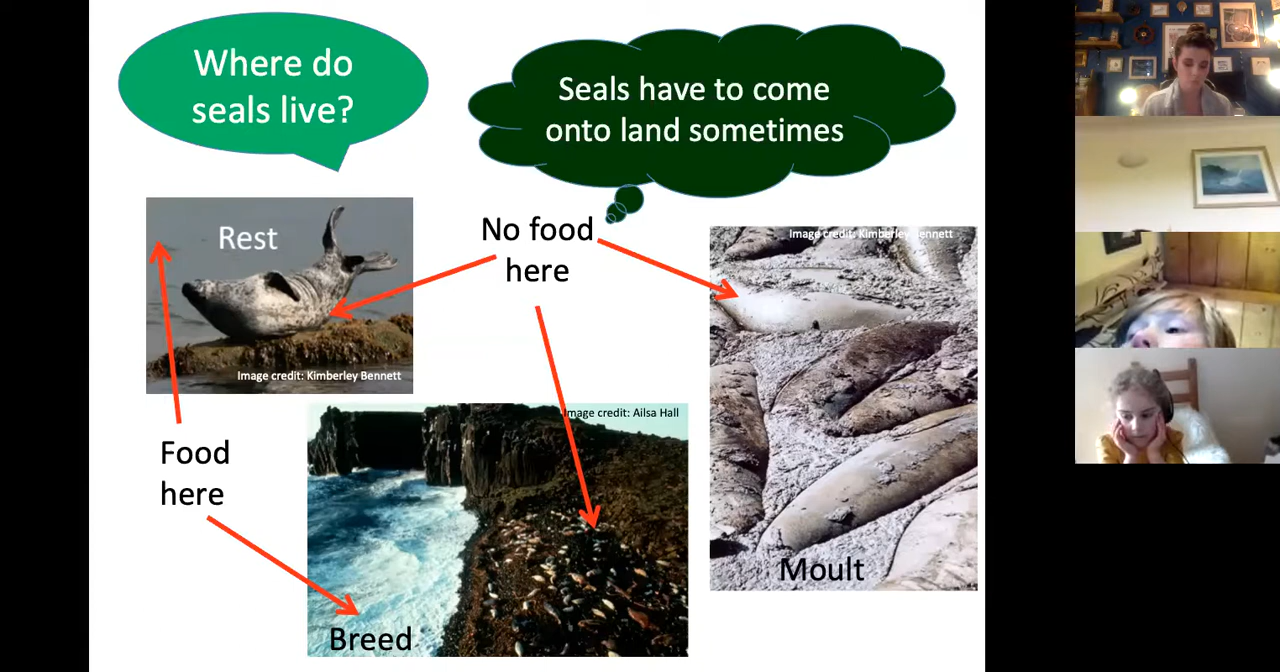 Where do
seals live?
Seals have to come
onto land sometimes
Rest
No food
here
Image credit: Kimberley Bennett
Image credit: Kimberley Bennett
Image credit: Ailsa Hall
Food
here
Moult
Breed